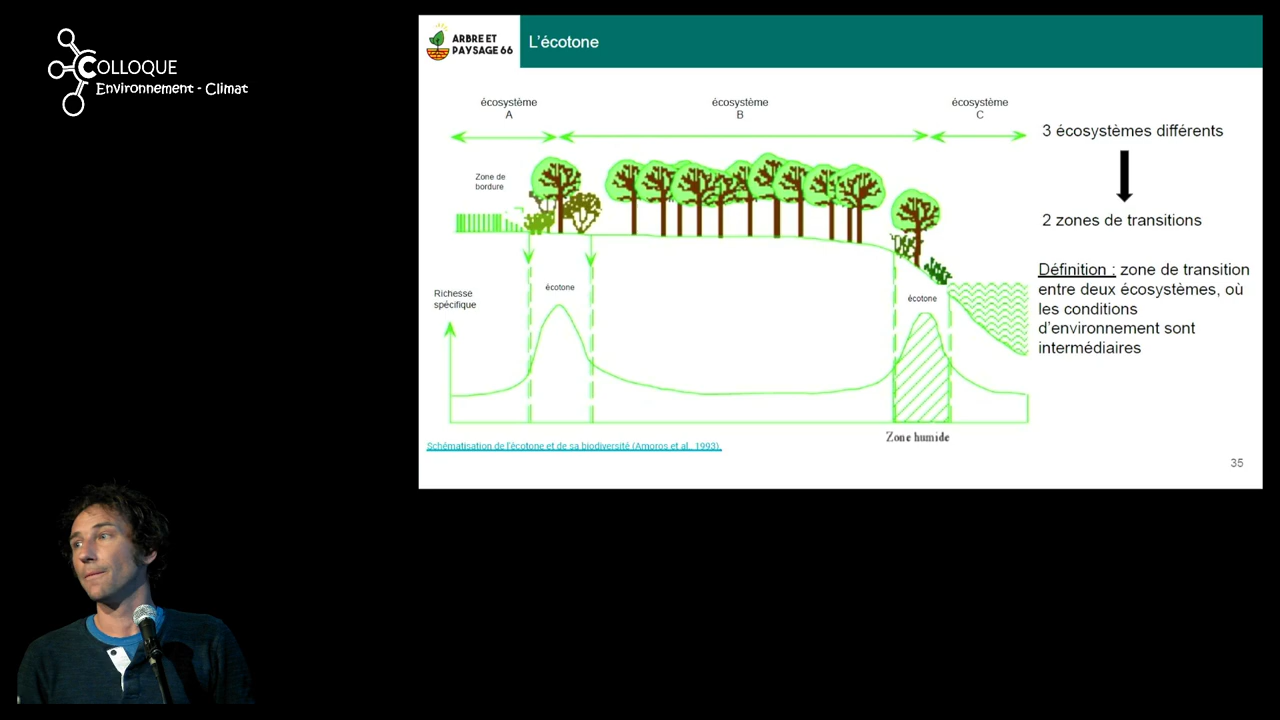 COLLOQUE
Environnement - Climat
ARBRE ET
PAYSAGE 66
L'écotone
écosystème
A
écosystème
B
écosystème
C
Zone de
bordure
écotone
écotone
Richesse
spécifique
Zone humide
Schématisation de l'écotone et de sa biodiversité (Amoros et al., 1993).
3 écosystèmes différents
2 zones de transitions
Définition : zone de transition
entre deux écosystèmes, où
les conditions
d'environnement sont
intermédiaires
35